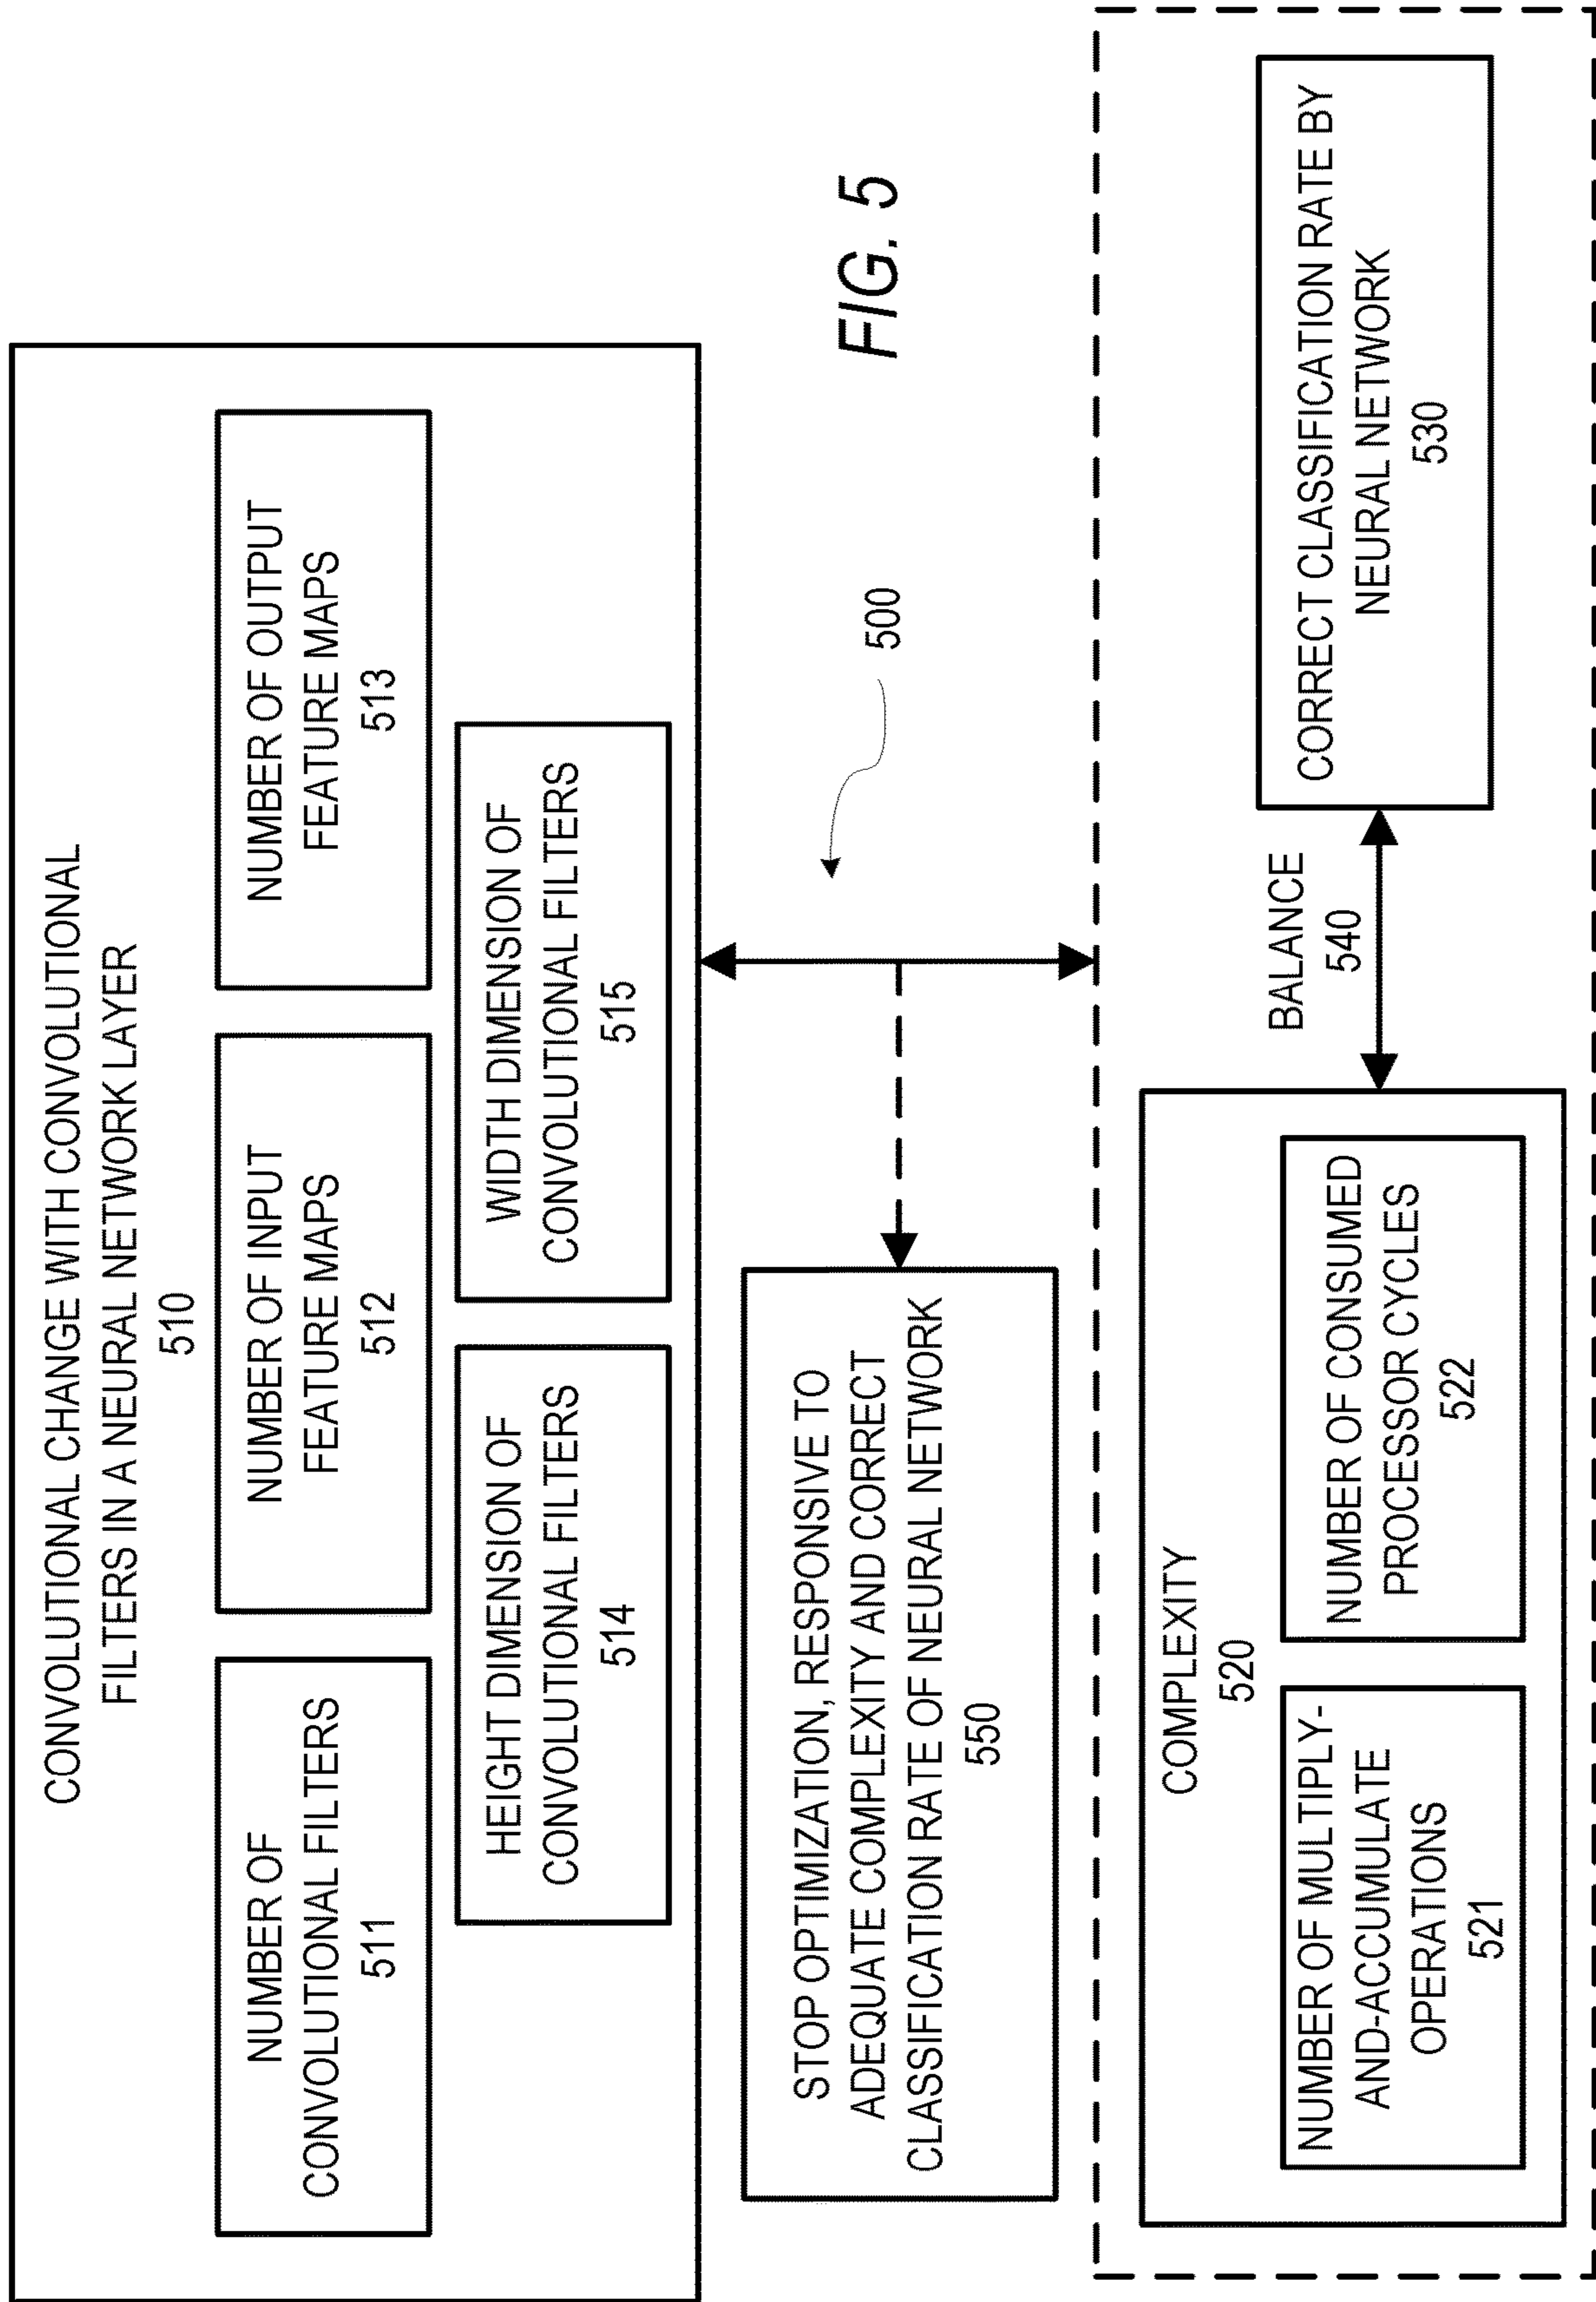 CONVOLUTIONAL CHANGE WITH CONVOLUTIONAL
FILTERS IN A NEURAL NETWORK LAYER
510
NUMBER OF
CONVOLUTIONAL FILTERS
511
NUMBER OF INPUT
FEATURE MAPS
512
NUMBER OF OUTPUT
FEATURE MAPS
513
HEIGHT DIMENSION OF
CONVOLUTIONAL FILTERS
514
WIDTH DIMENSION OF
CONVOLUTIONAL FILTERS
515
STOP OPTIMIZATION, RESPONSIVE TO
ADEQUATE COMPLEXITY AND CORRECT
CLASSIFICATION RATE OF NEURAL NETWORK
550
500
FIG. 5
COMPLEXITY
520
NUMBER OF MULTIPLY-
AND-ACCUMULATE
OPERATIONS
521
NUMBER OF CONSUMED
PROCESSOR CYCLES
522
BALANCE
540
CORRECT CLASSIFICATION RATE BY
NEURAL NETWORK
530